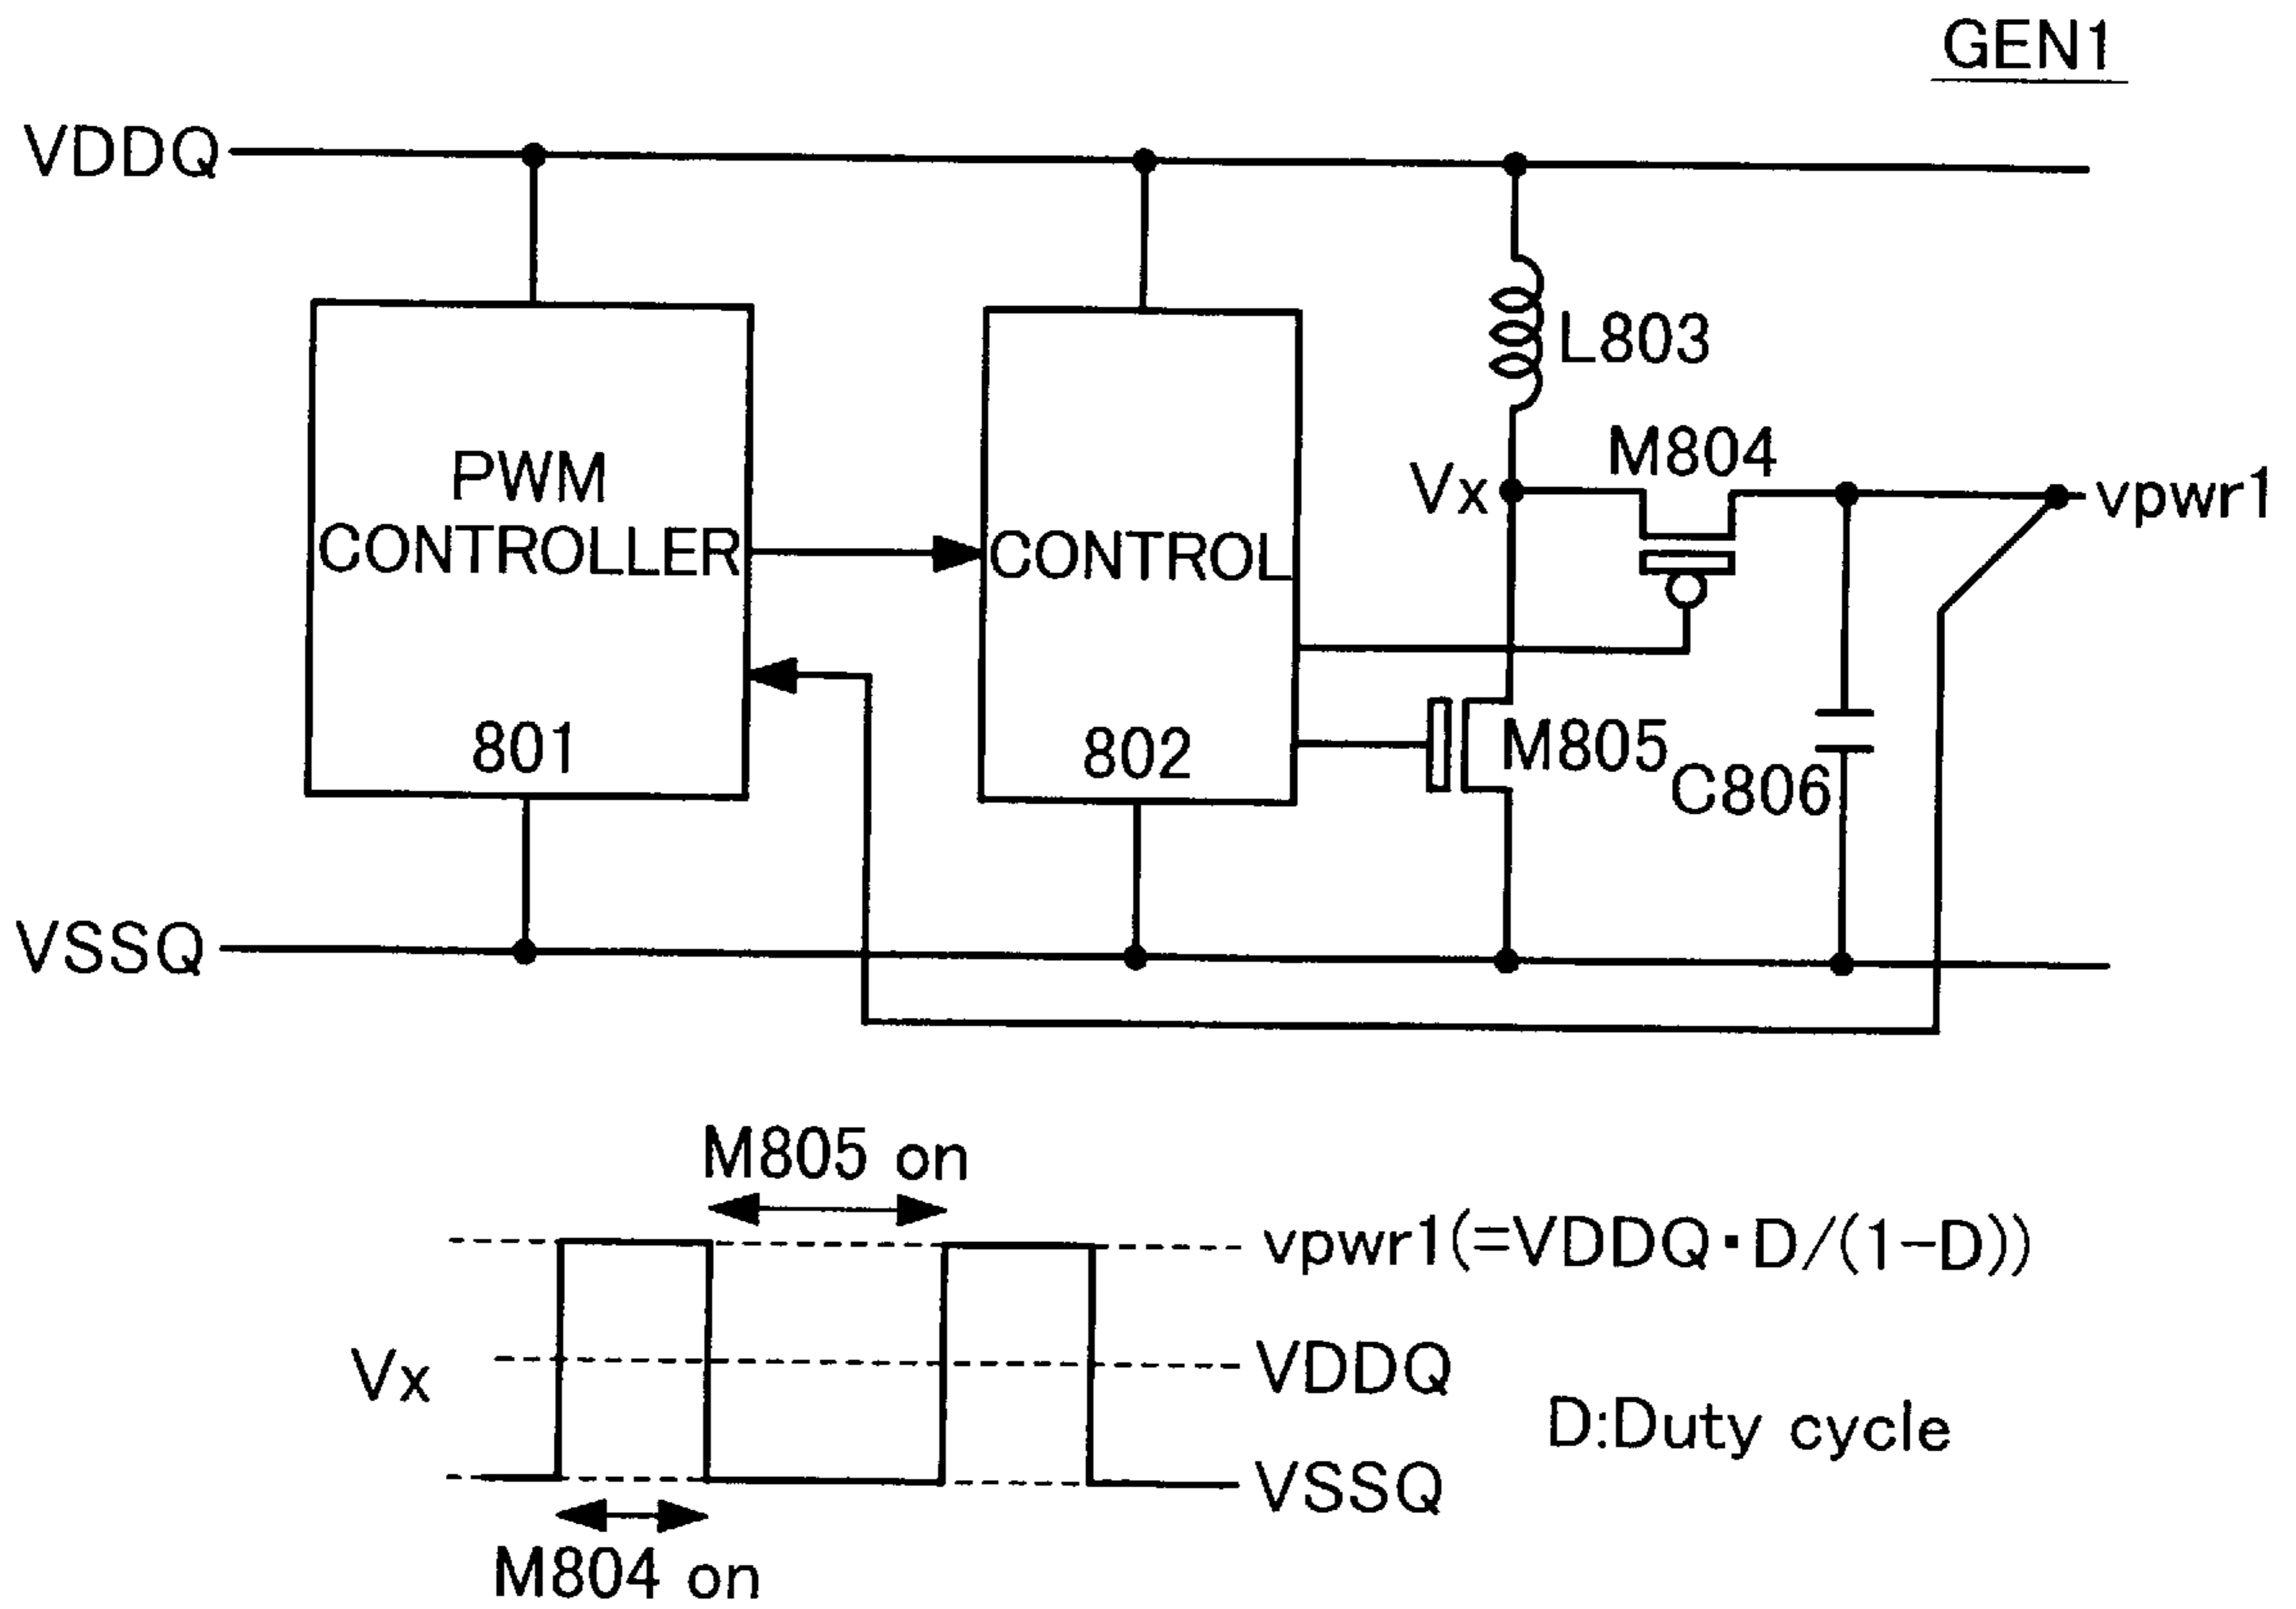 GEN1
VDDQ
L803
M804
Vx
vpwr1
PWM
CONTROLLER
CONTROL
801
802
M805
C806
VSSQ
M805 on
vpwr1(=VDDQ·D/(1-D))
Vx
VDDQ
D:Duty cycle
VSSQ
M804 on